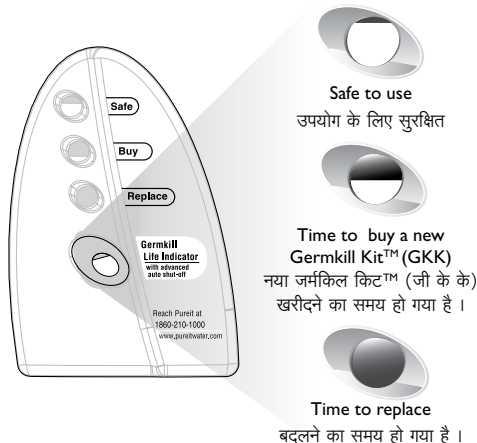 Safe
Buy
Replace
Germkill
Life Indicator
with advanced
auto shut-off
Reach Pureit at
1860-210-1000
www.pureitwater.com
Safe to use
उपयोग के लिए सुरक्षित
Time to buy a new
Germkill Kit™ (GKK)
नया जर्मकिल किट™ (जी के के)
खरीदने का समय हो गया है ।
Time to replace
बदलने का समय हो गया है ।